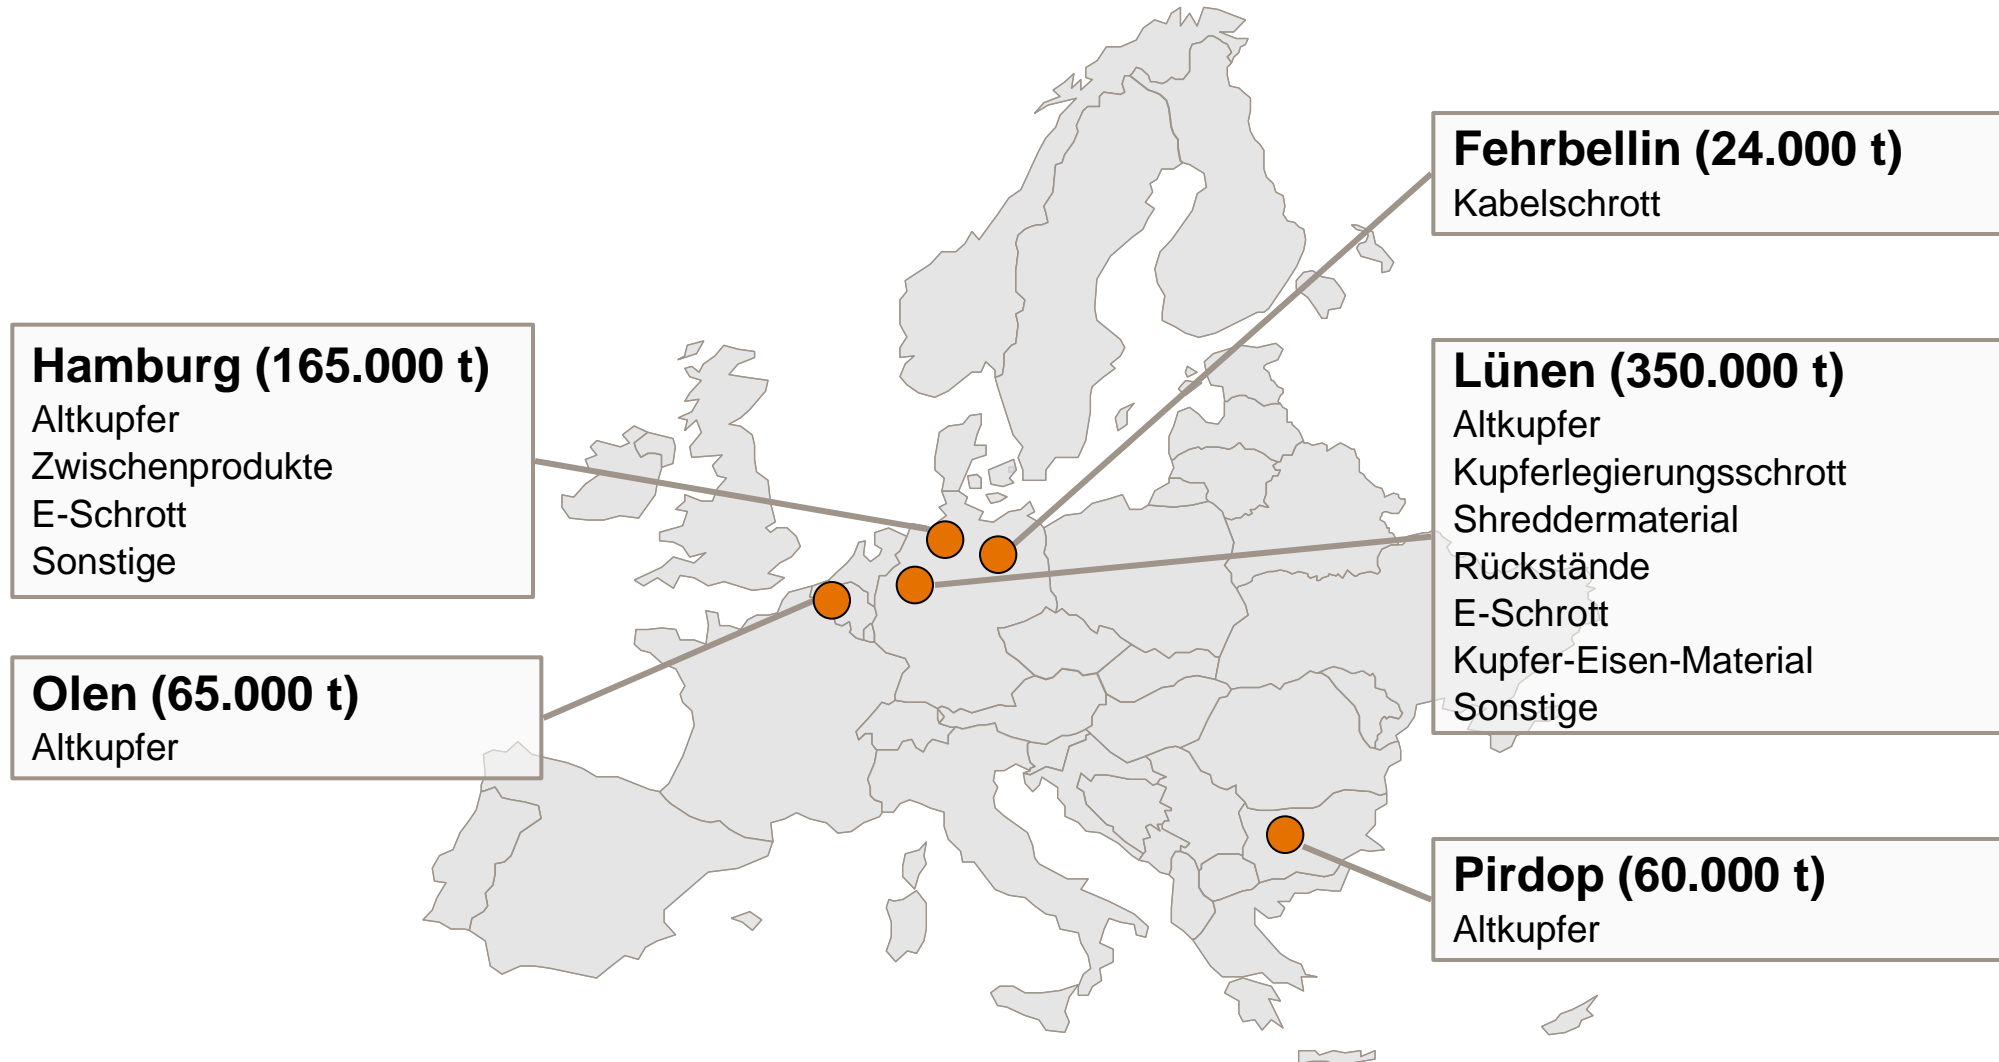 Fehrbellin (24.000 t)
Kabelschrott
Hamburg (165.000 t)
Altkupfer
Zwischenprodukte
E-Schrott
Sonstige
Lünen (350.000 t)
Altkupfer
Kupferlegierungsschrott
Shreddermaterial
Rückstände
E-Schrott
Kupfer-Eisen-Material
Sonstige
Olen (65.000 t)
Altkupfer
Pirdop (60.000 t)
Altkupfer